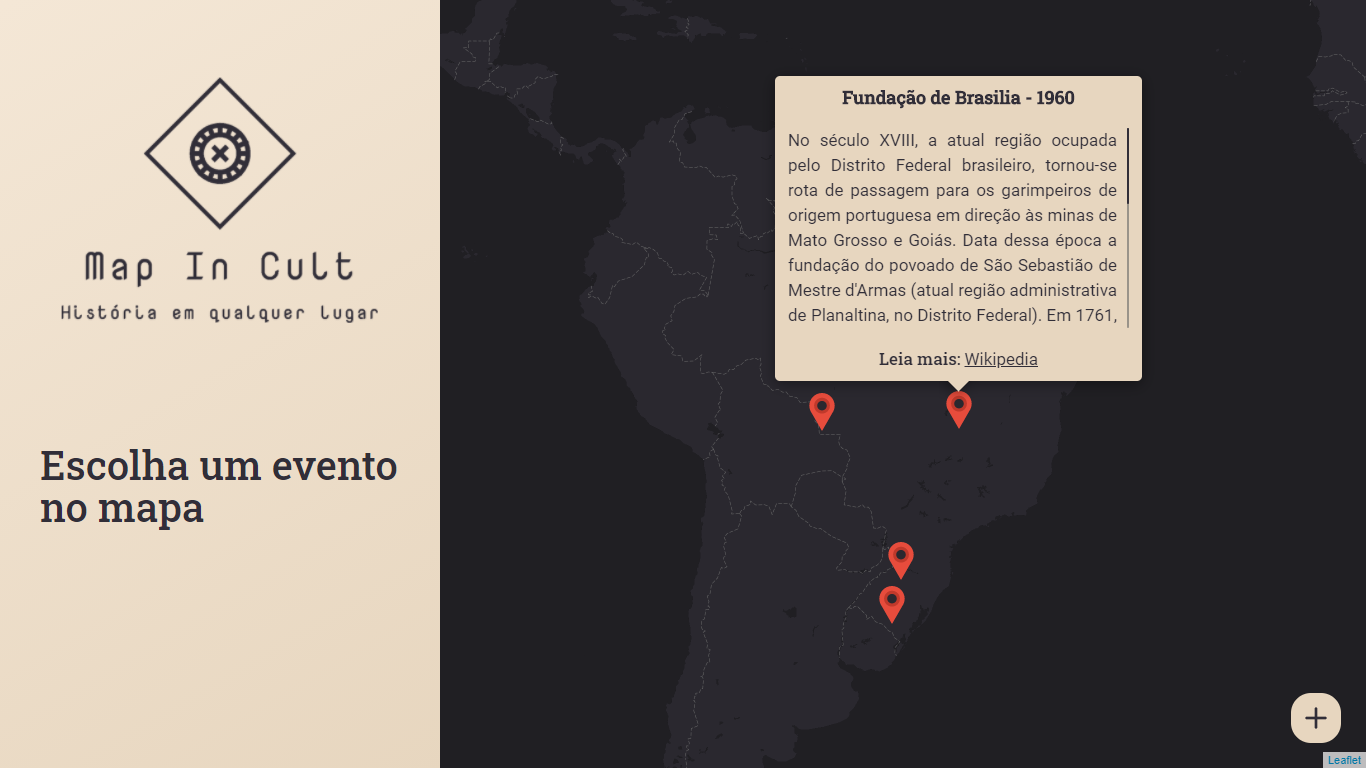 Map In Cult
História em qualquer lugar
Escolha um evento
no mapa
Fundação de Brasilia - 1960
No século XVIII, a atual região ocupada
pelo Distrito Federal brasileiro, tornou-se
rota de passagem para os garimpeiros de
origem portuguesa em direção às minas de
Mato Grosso e Goiás. Data dessa época a
fundação do povoado de São Sebastião de
Mestre d'Armas (atual região administrativa
de Planaltina, no Distrito Federal). Em 1761,
Leia mais: Wikipedia
Leaflet